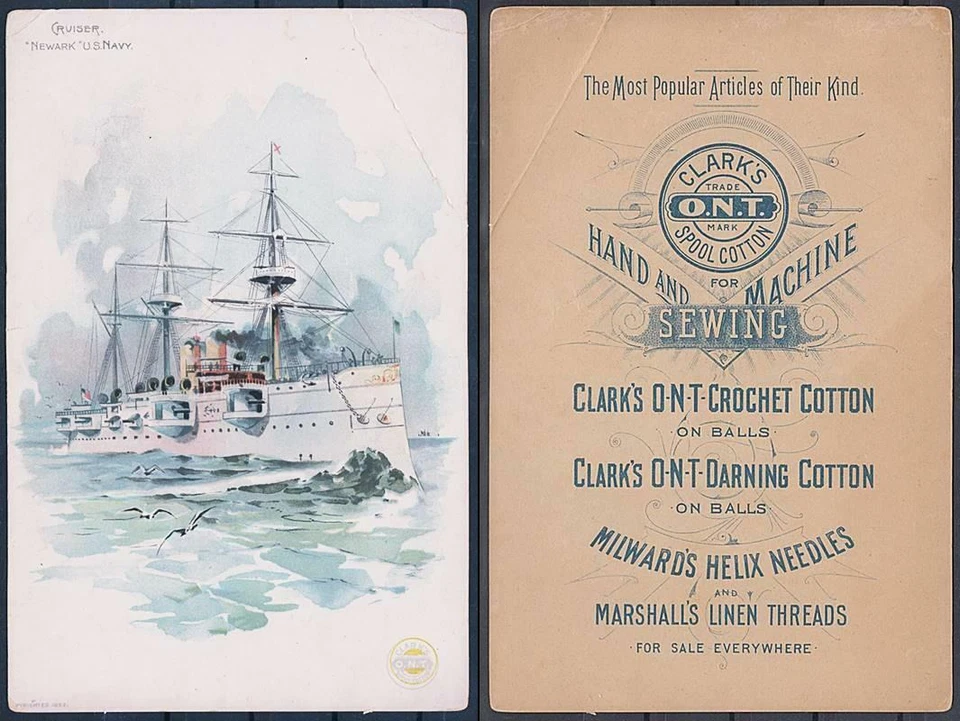 CRUISER.
"NEWARK" U.S. NAVY.
CLARK'S
O.N.T.
The Most Popular Articles of Their Kind.
CLARK'S
TRADE
O.N.T.
MARK
SPOOL COTTON
HAND AND
FOR
MACHINE
SEWING
CLARK'S O-N-T-CROCHET COTTON
·ON BALLS·
CLARK'S O-N-T-DARNING COTTON
·ON BALLS·
MILWARD'S HELIX NEEDLES
AND
MARSHALL'S LINEN THREADS
·FOR SALE EVERYWHERE·